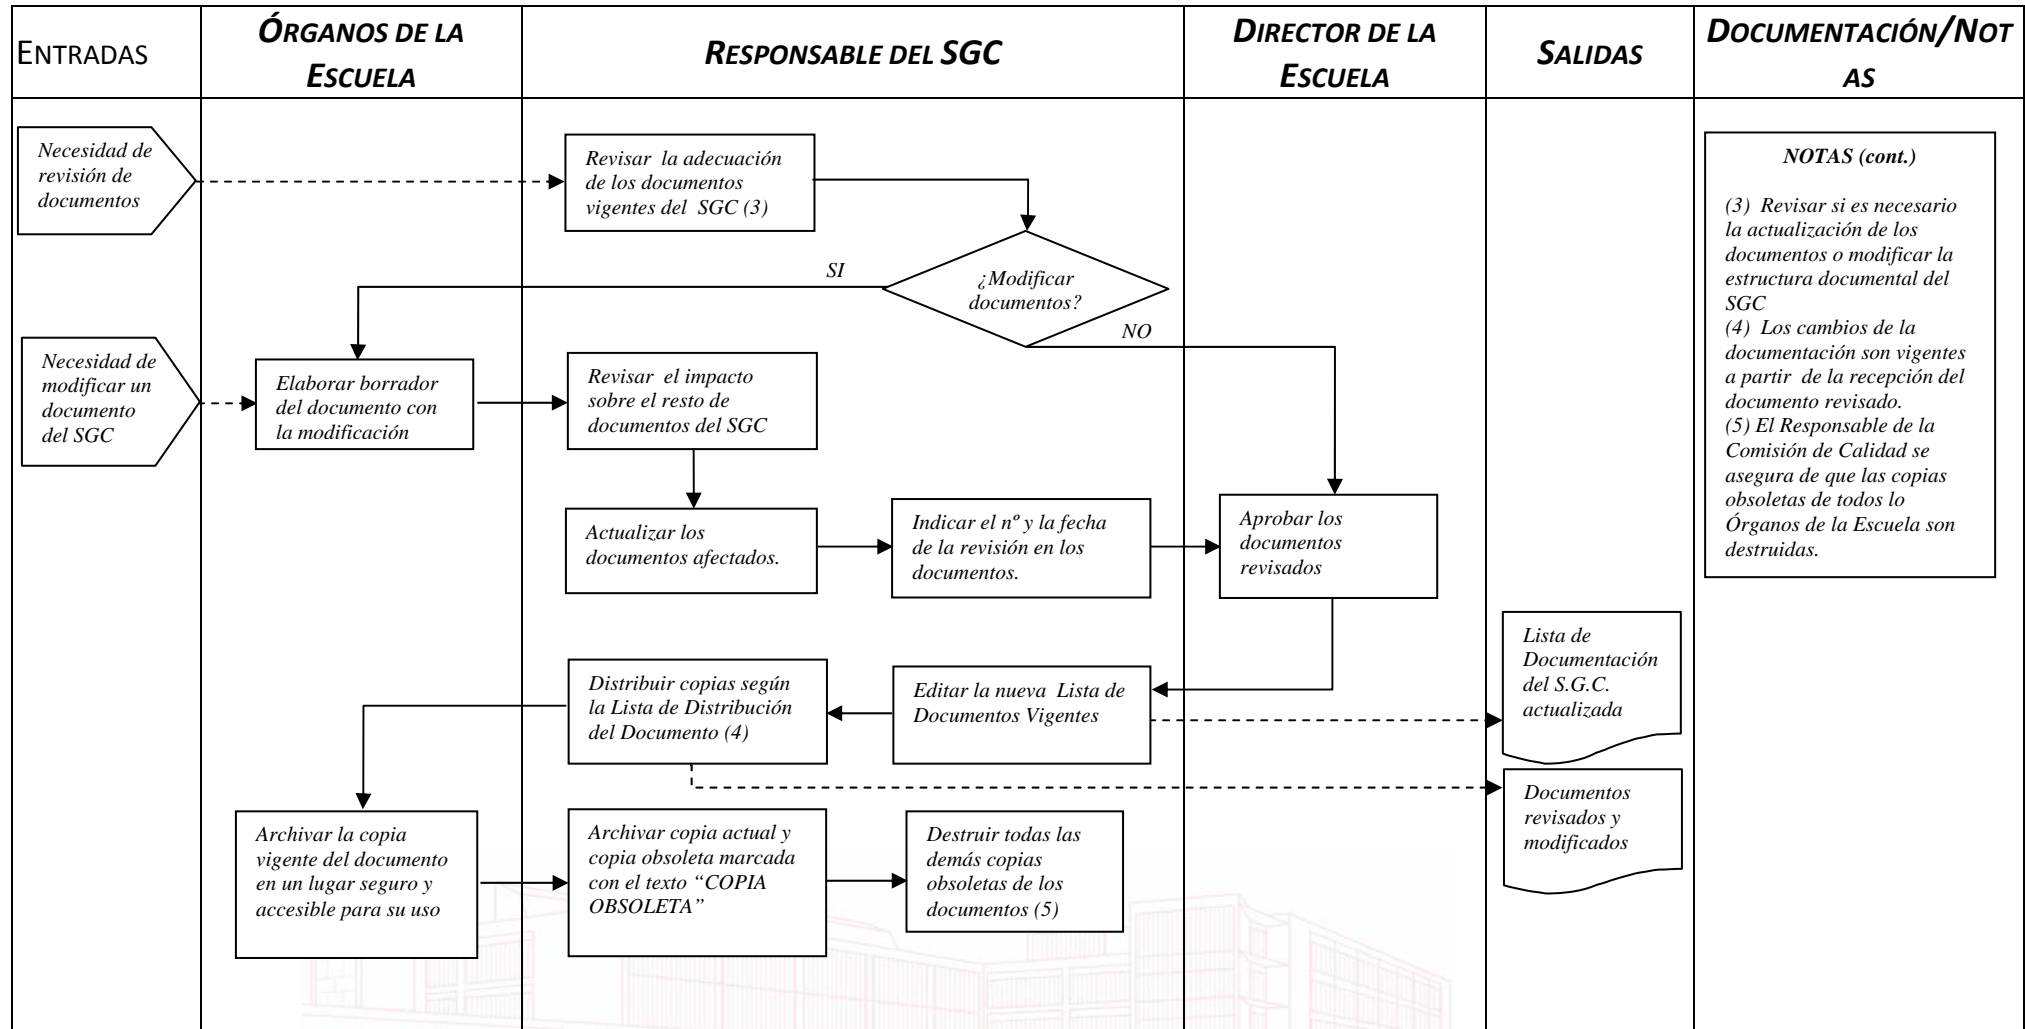 ENTRADAS
ÓRGANOS DE LA
ESCUELA
RESPONSABLE DEL SGC
DIRECTOR DE LA
ESCUELA
SALIDAS
DOCUMENTACIÓN/NOT
AS
Necesidad de
revisión de
documentos
Revisar la adecuación
de los documentos
vigentes del SGC (3)
¿Modificar
documentos?
SI
NO
Necesidad de
modificar un
documento
del SGC
Elaborar borrador
del documento con
la modificación
Revisar el impacto
sobre el resto de
documentos del SGC
Actualizar los
documentos afectados.
Indicar el nº y la fecha
de la revisión en los
documentos.
Aprobar los
documentos
revisados
Distribuir copias según
la Lista de Distribución
del Documento (4)
Editar la nueva Lista de
Documentos Vigentes
Lista de
Documentación
del S.G.C.
actualizada
Documentos
revisados y
modificados
Archivar la copia
vigente del documento
en un lugar seguro y
accesible para su uso
Archivar copia actual y
copia obsoleta marcada
con el texto “COPIA
OBSOLETA”
Destruir todas las
demás copias
obsoletas de los
documentos (5)
NOTAS (cont.)
(3) Revisar si es necesario
la actualización de los
documentos o modificar la
estructura documental del
SGC
(4) Los cambios de la
documentación son vigentes
a partir de la recepción del
documento revisado.
(5) El Responsable de la
Comisión de Calidad se
asegura de que las copias
obsoletas de todos lo
Órganos de la Escuela son
destruidas.